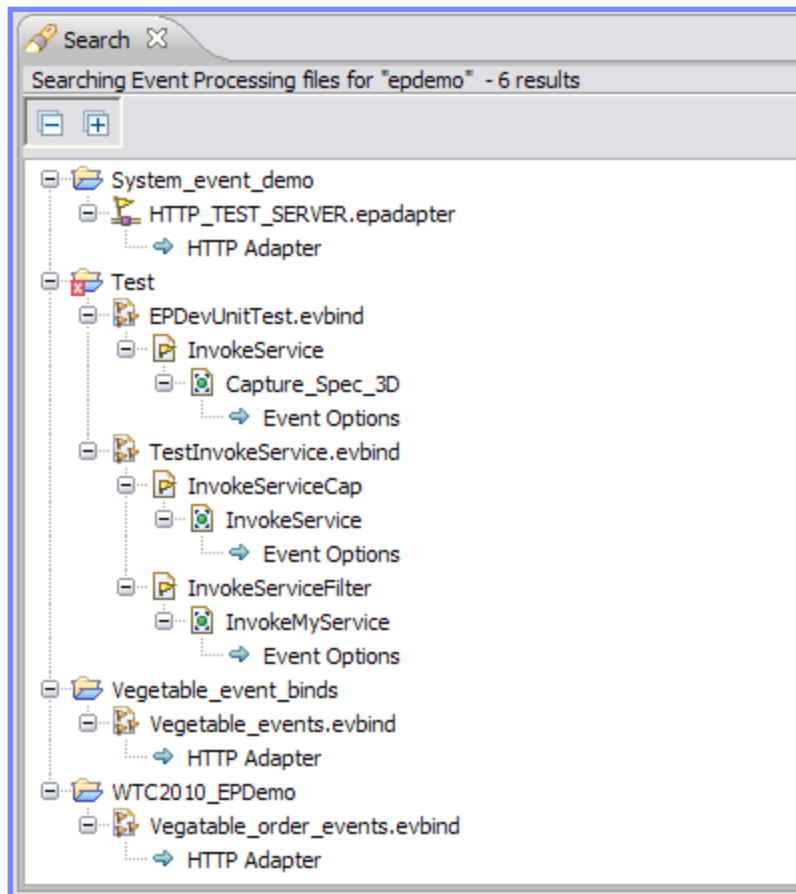 Search
Searching Event Processing files for "epdemo" - 6 results
System_event_demo
HTTP_TEST_SERVER.epadapter
HTTP Adapter
Test
EPDevUnitTest.evbind
InvokeService
Capture_Spec_3D
Event Options
TestInvokeService.evbind
InvokeServiceCap
InvokeService
Event Options
InvokeServiceFilter
InvokeMyService
Event Options
Vegetable_event_binds
Vegetable_events.evbind
HTTP Adapter
WTC2010_EPDemo
Vegatable_order_events.evbind
HTTP Adapter